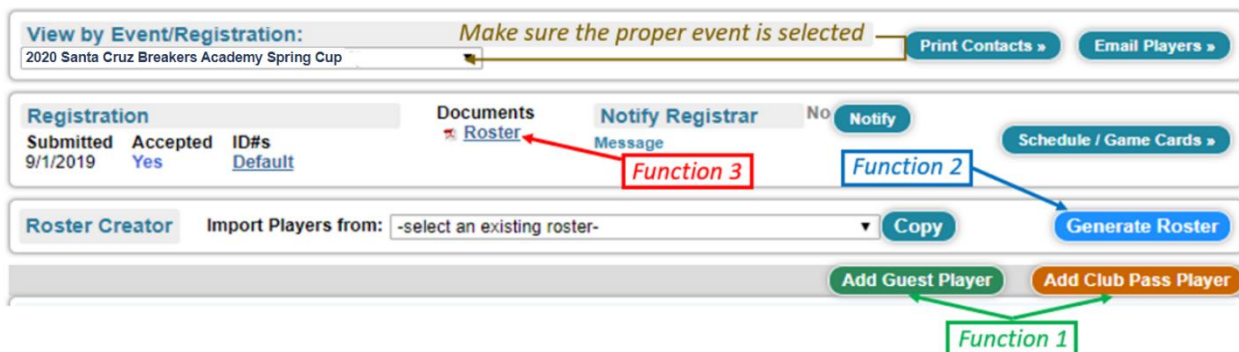 View by Event/Registration:
Make sure the proper event is selected
Print Contacts »
Email Players »
2020 Santa Cruz Breakers Academy Spring Cup
Registration
Documents
Notify Registrar
No
Notify
Submitted Accepted ID#s
Roster
Message
Schedule / Game Cards »
9/1/2019 Yes Default
Function 3
Function 2
Roster Creator
Import Players from:
-select an existing roster-
Copy
Generate Roster
Add Guest Player
Add Club Pass Player
Function 1